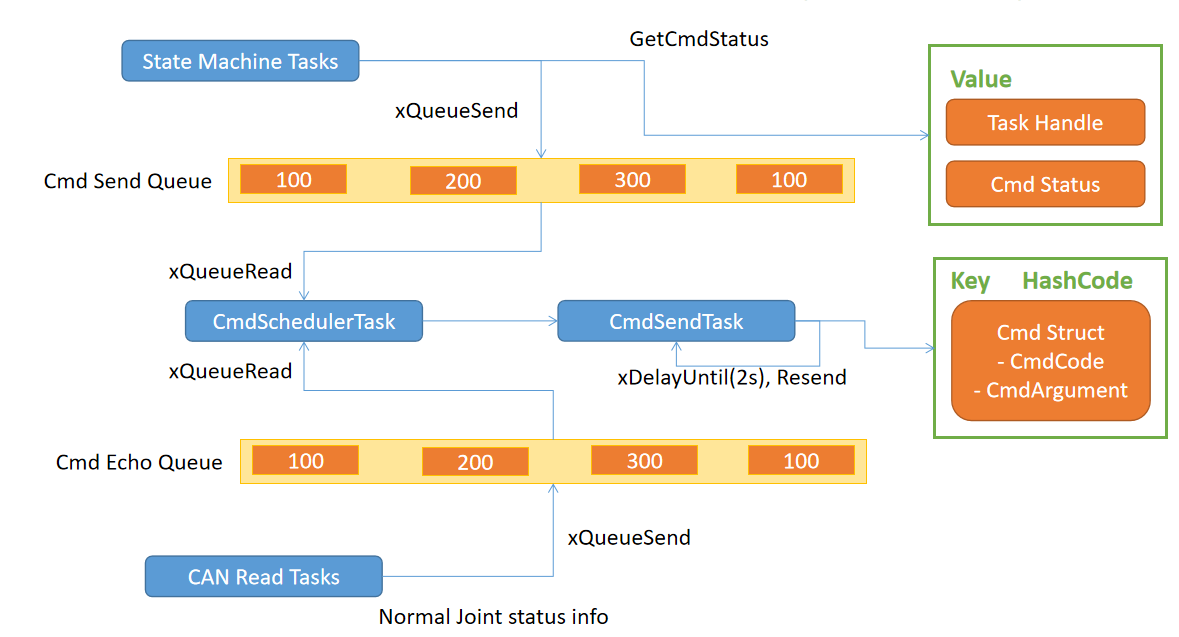 GetCmdStatus
State Machine Tasks
Value
xQueueSend
Task Handle
Cmd Send Queue
100
200
300
100
Cmd Status
xQueueRead
Key
HashCode
CmdSchedulerTask
CmdSendTask
Cmd Struct
- CmdCode
- CmdArgument
xQueueRead
xDelayUntil(2s), Resend
Cmd Echo Queue
100
200
300
100
xQueueSend
CAN Read Tasks
Normal Joint status info